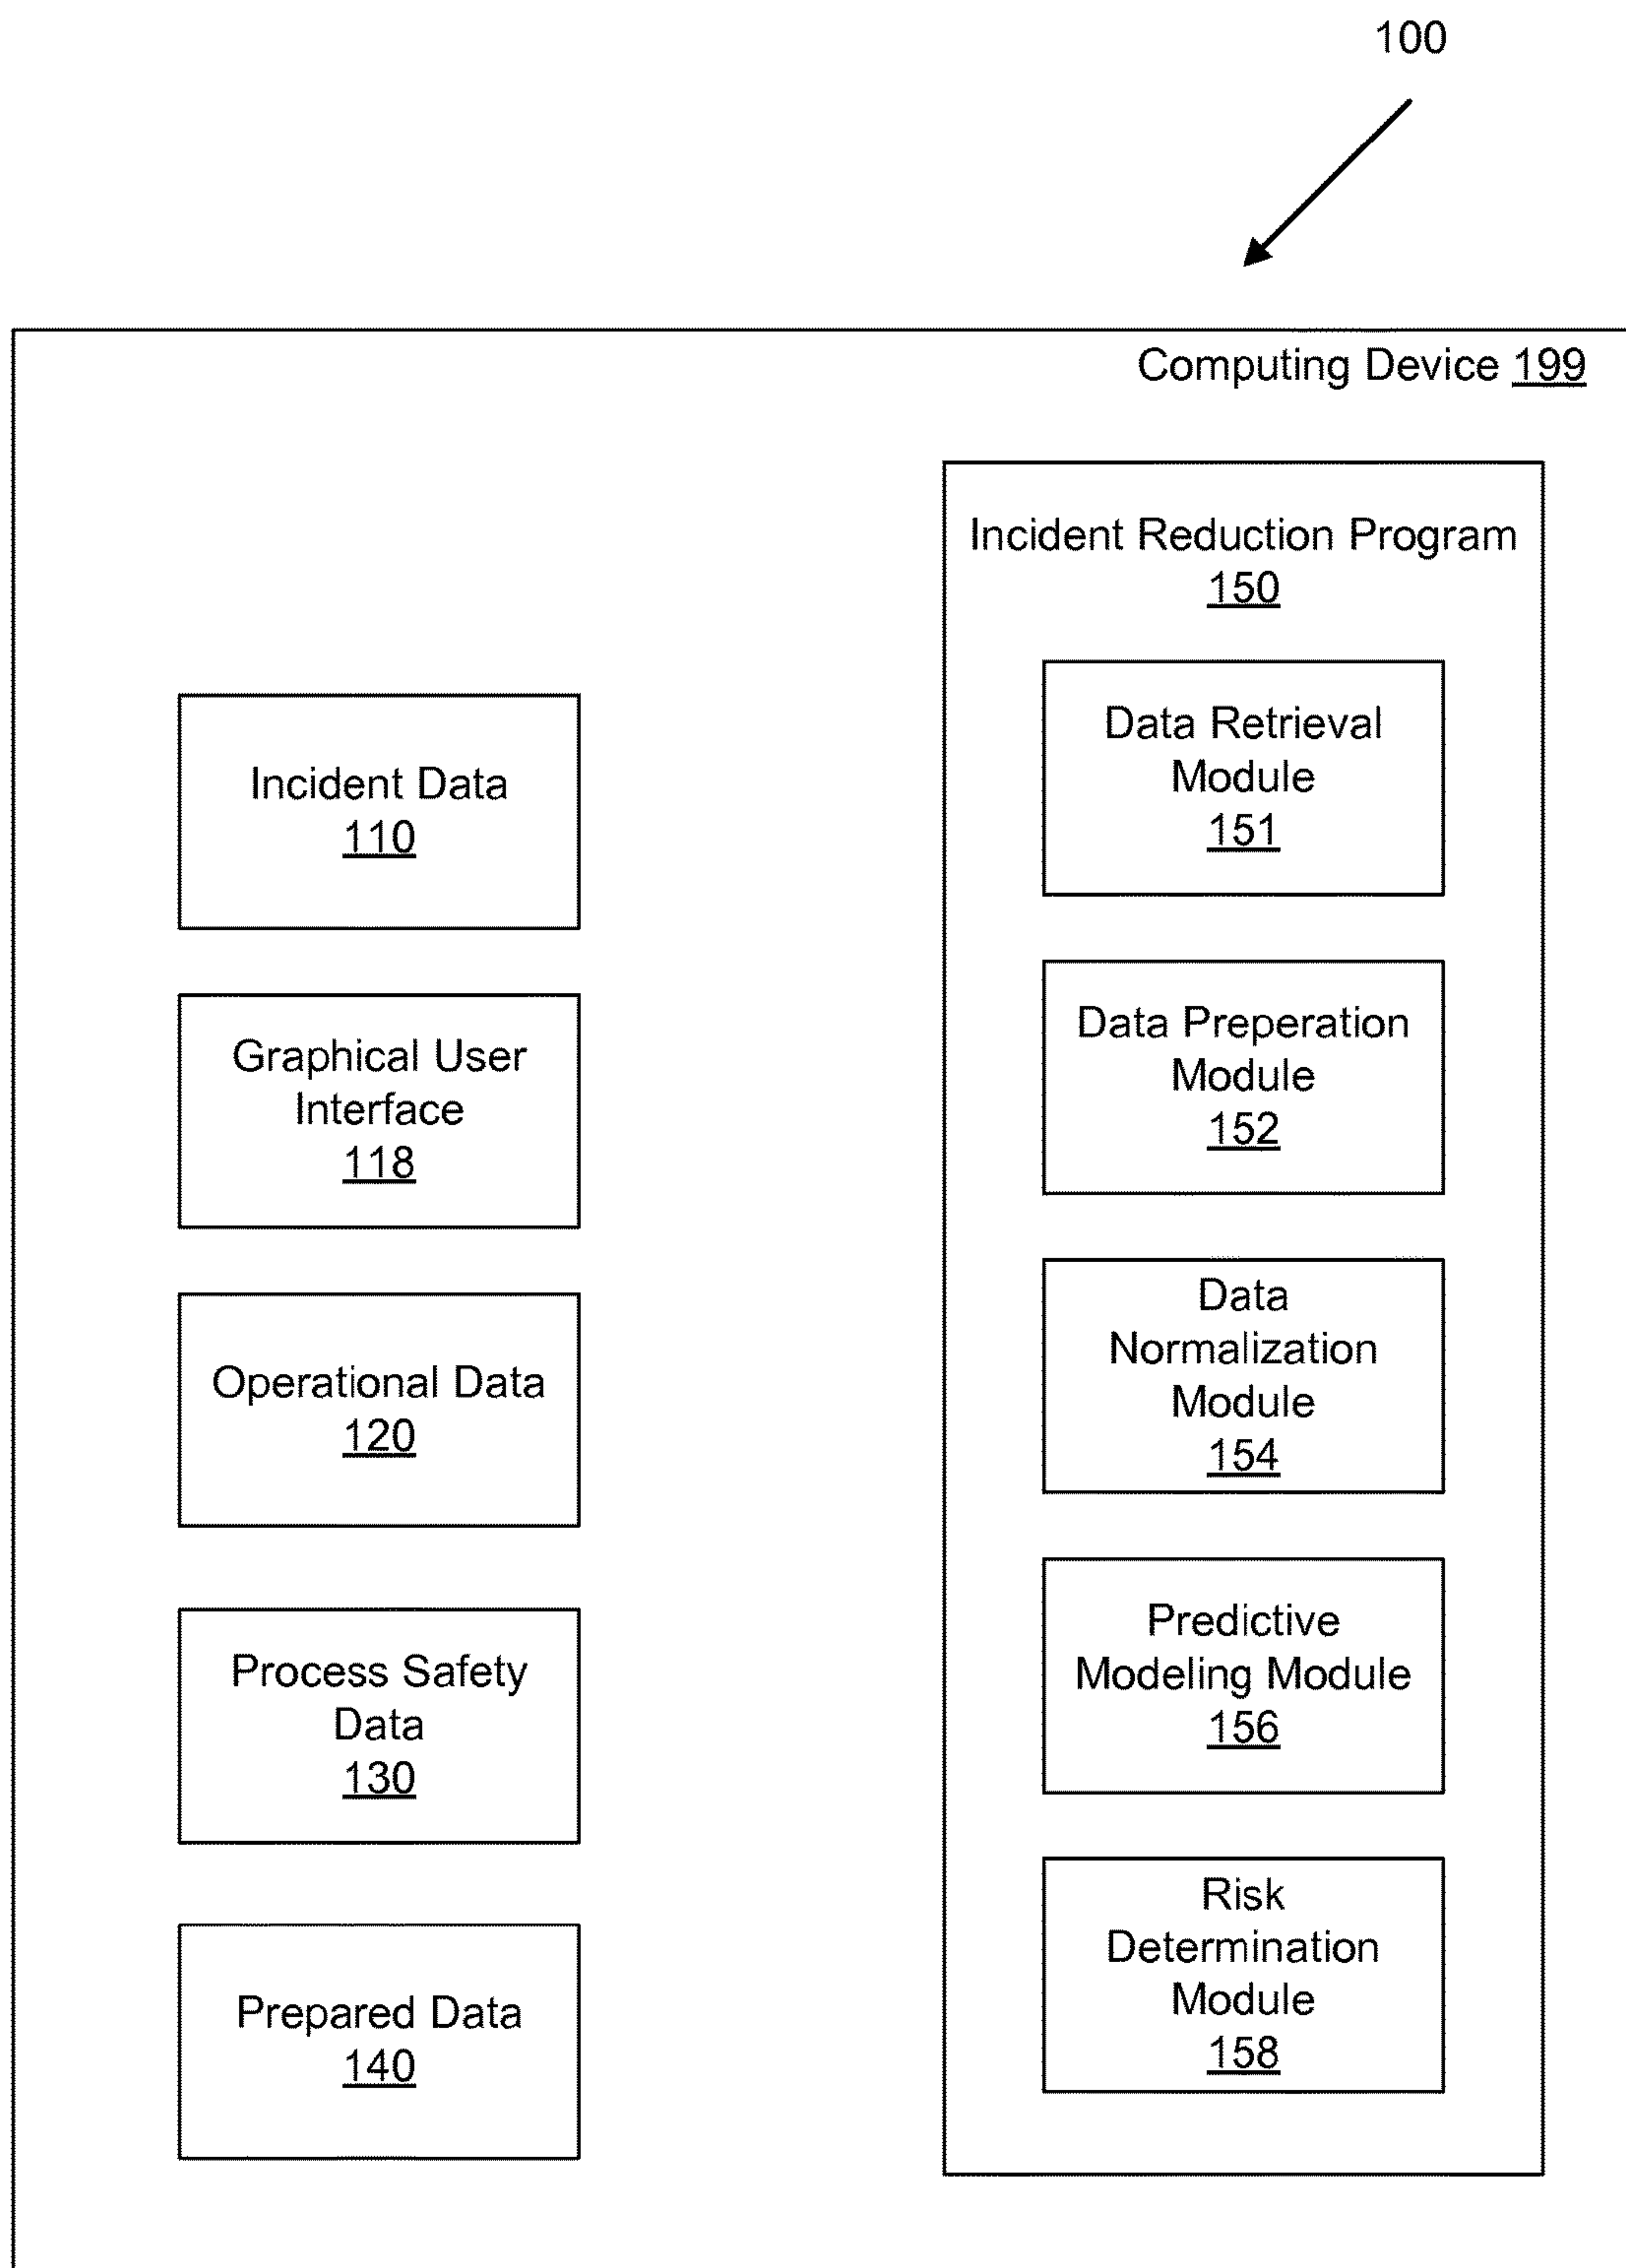 100
Computing Device 199
Incident Reduction Program
150
Incident Data
110
Graphical User
Interface
118
Operational Data
120
Process Safety
Data
130
Prepared Data
140
Data Retrieval
Module
151
Data Preperation
Module
152
Data
Normalization
Module
154
Predictive
Modeling Module
156
Risk
Determination
Module
158